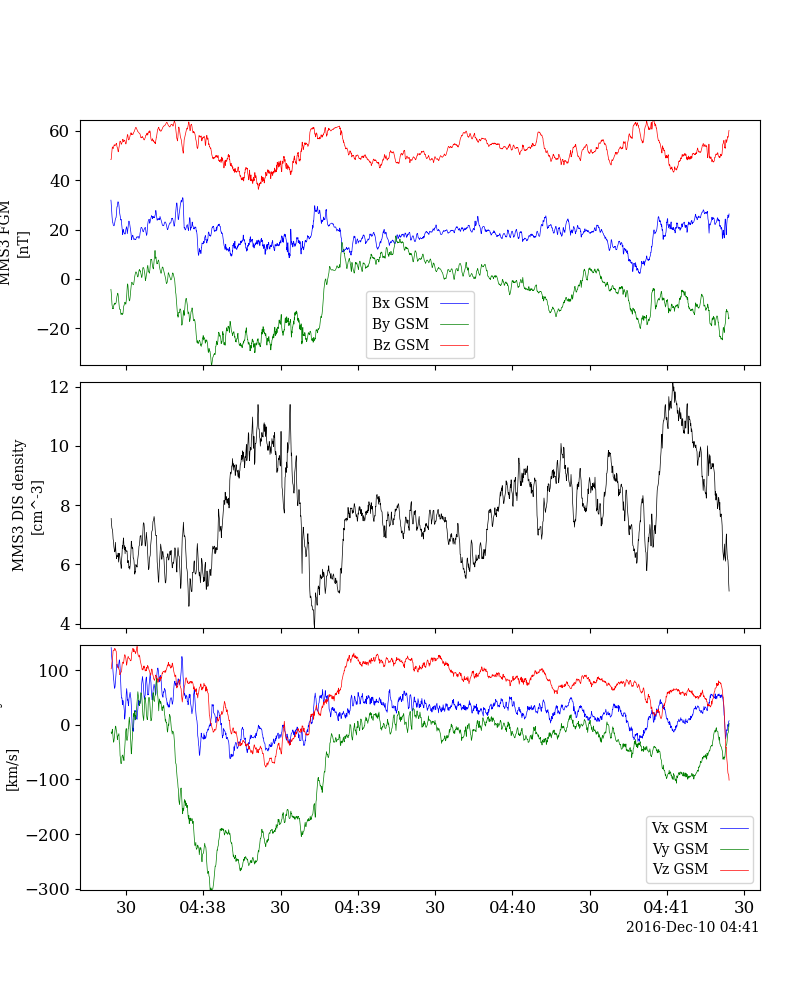 60
40
20
0
−20
MMS3 FGM
[nT]
Bx GSM
By GSM
Bz GSM
12
10
8
6
4
MMS3 DIS density
[cm^-3]
100
0
−100
−200
−300
[km/s]
Vx GSM
Vy GSM
Vz GSM
30 04:38 30 04:39 30 04:40 30 04:41 30
2016-Dec-10 04:41